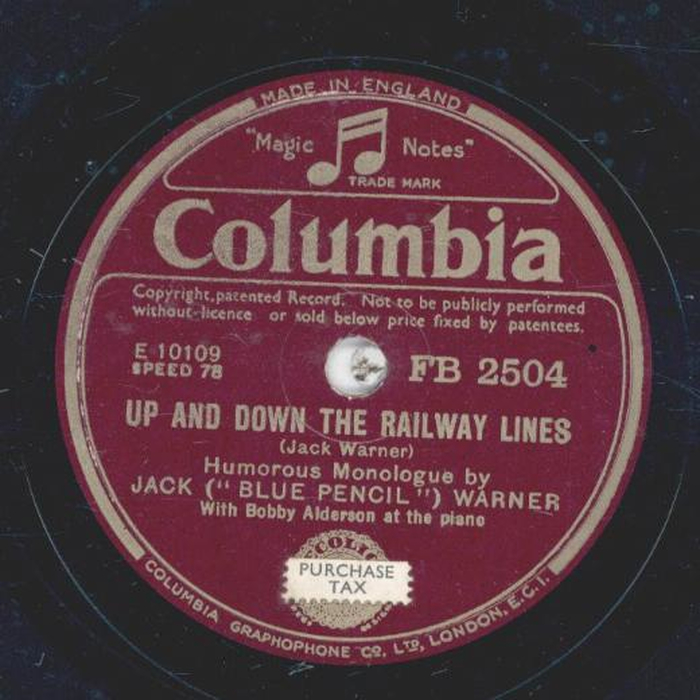 MADE IN ENGLAND
"Magic Notes"
TRADE MARK
Columbia
Copyright, patented Record. Not to be publicly performed
without licence or sold below price fixed by patentees.
E 10109
SPEED 78
FB 2504
UP AND DOWN THE RAILWAY LINES
(Jack Warner)
Humorous Monologue by
JACK ("BLUE PENCIL") WARNER
With Bobby Alderson at the piano
PURCHASE
TAX
COLUMBIA GRAPHOPHONE CO. LTD, LONDON, E.C.1.